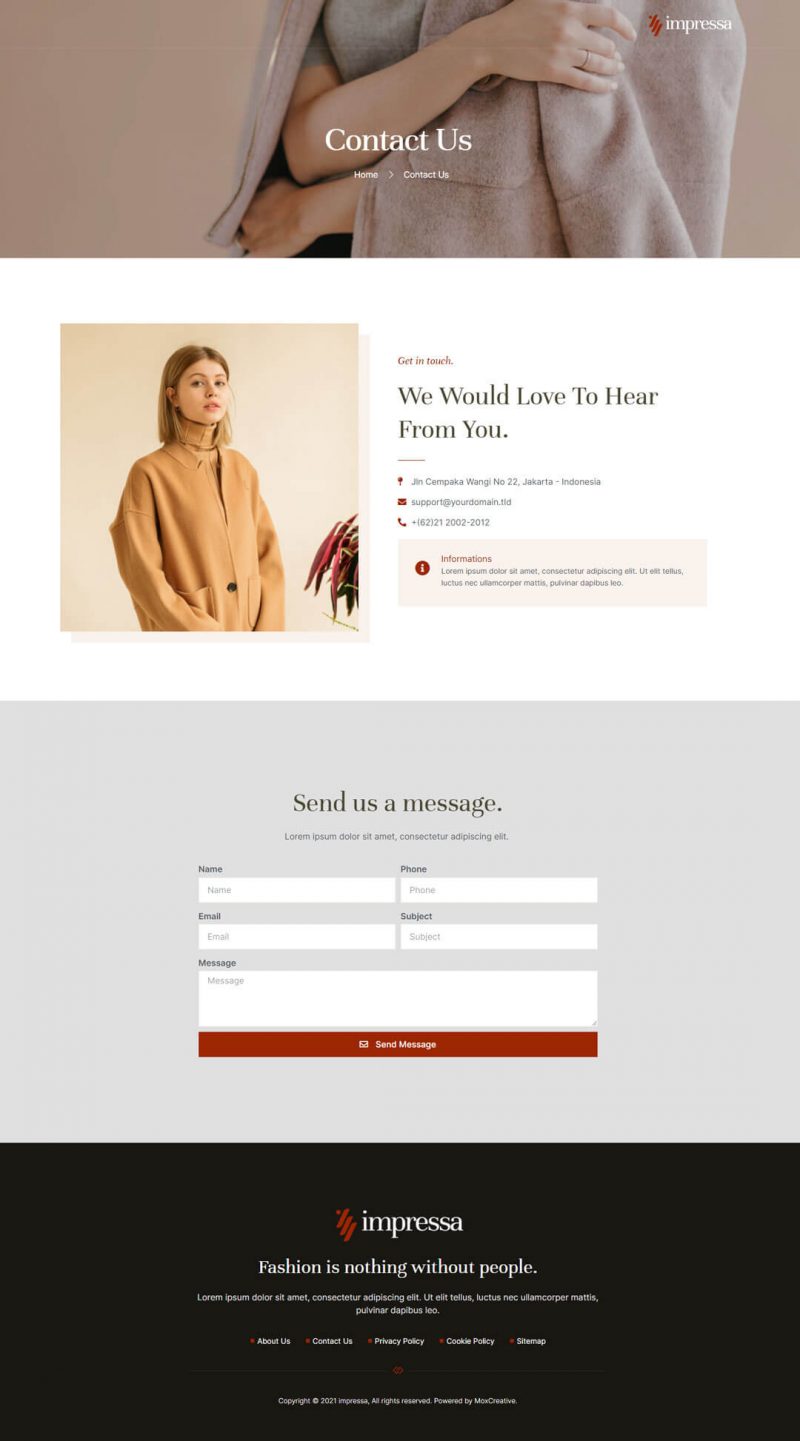 impressa
Contact Us
Home > Contact Us
Get in touch.
We Would Love To Hear
From You.
Jln Cempaka Wangi No 22, Jakarta - Indonesia
support@yourdomain.tld
+(62)21 2002-2012
Informations
Lorem ipsum dolor sit amet, consectetur adipiscing elit. Ut elit tellus,
luctus nec ullamcorper mattis, pulvinar dapibus leo.
Send us a message.
Lorem ipsum dolor sit amet, consectetur adipiscing elit.
Name Phone
Name Phone
Email Subject
Email Subject
Message
Message
Send Message
impressa
Fashion is nothing without people.
Lorem ipsum dolor sit amet, consectetur adipiscing elit. Ut elit tellus, luctus nec ullamcorper mattis,
pulvinar dapibus leo.
About Us Contact Us Privacy Policy Cookie Policy Sitemap
Copyright © 2021 impressa, All rights reserved. Powered by MoxCreative.